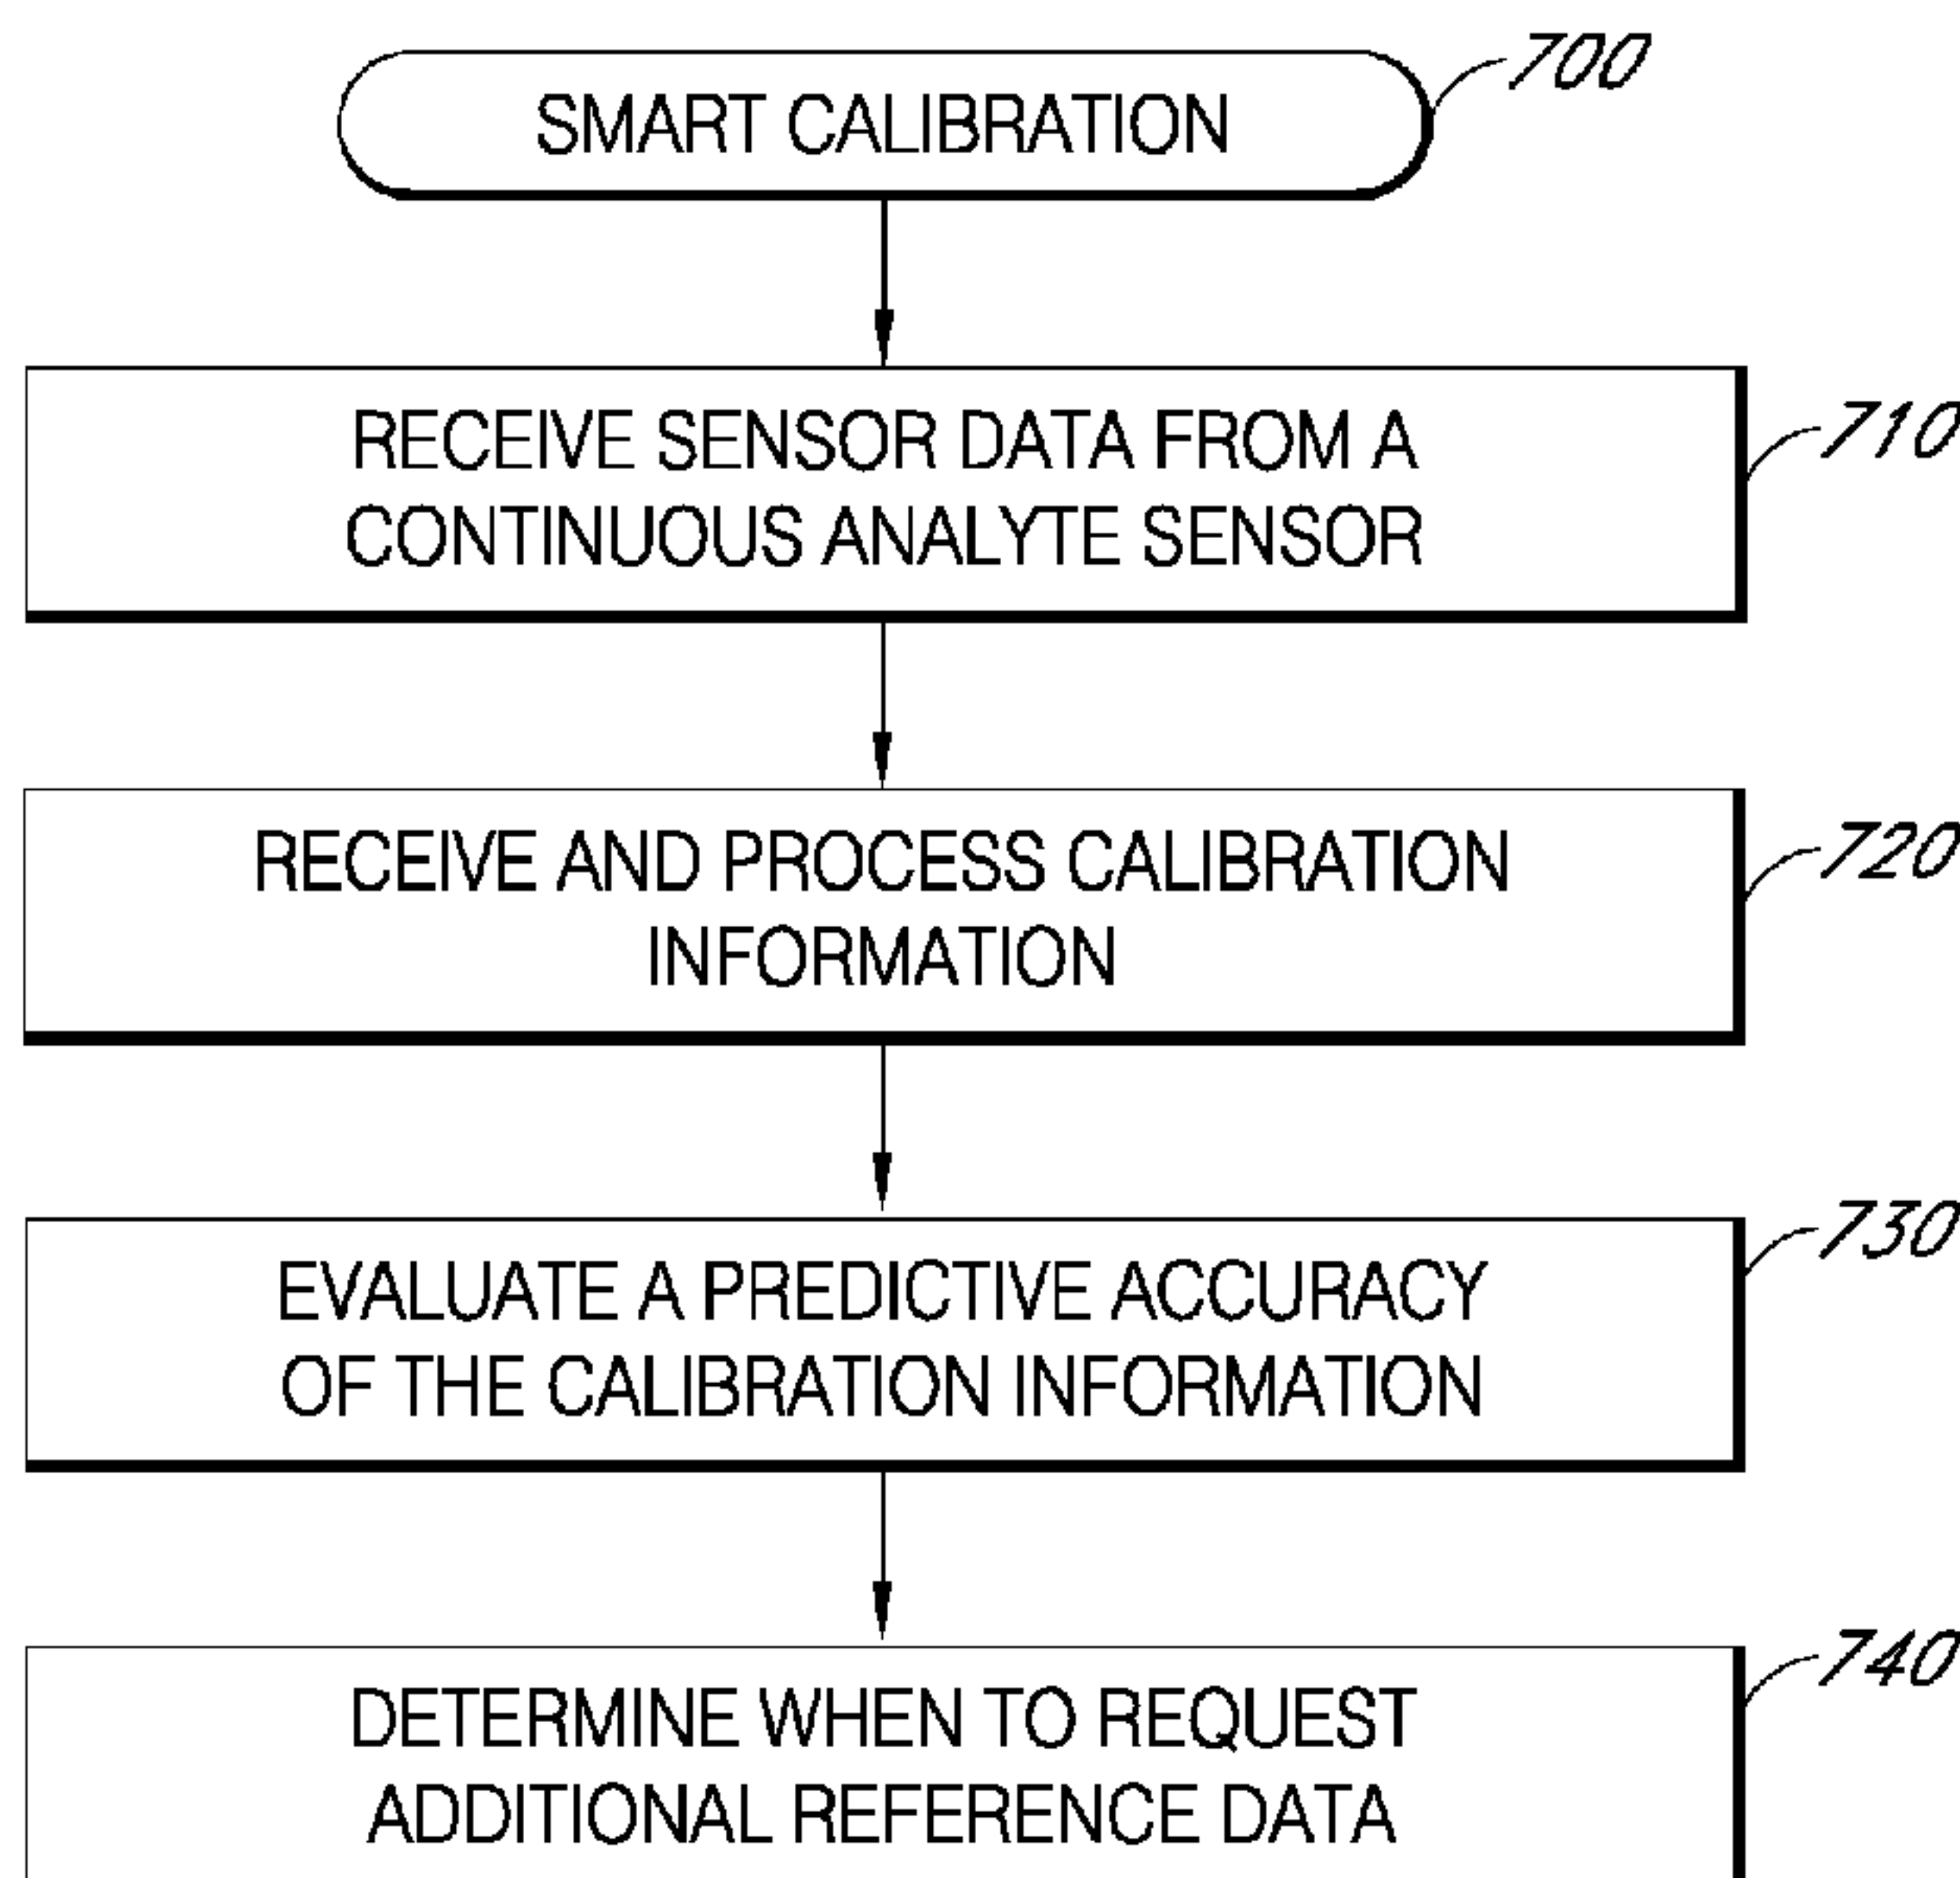 SMART CALIBRATION
700
RECEIVE SENSOR DATA FROM A
CONTINUOUS ANALYTE SENSOR
710
RECEIVE AND PROCESS CALIBRATION
INFORMATION
720
EVALUATE A PREDICTIVE ACCURACY
OF THE CALIBRATION INFORMATION
730
DETERMINE WHEN TO REQUEST
ADDITIONAL REFERENCE DATA
740